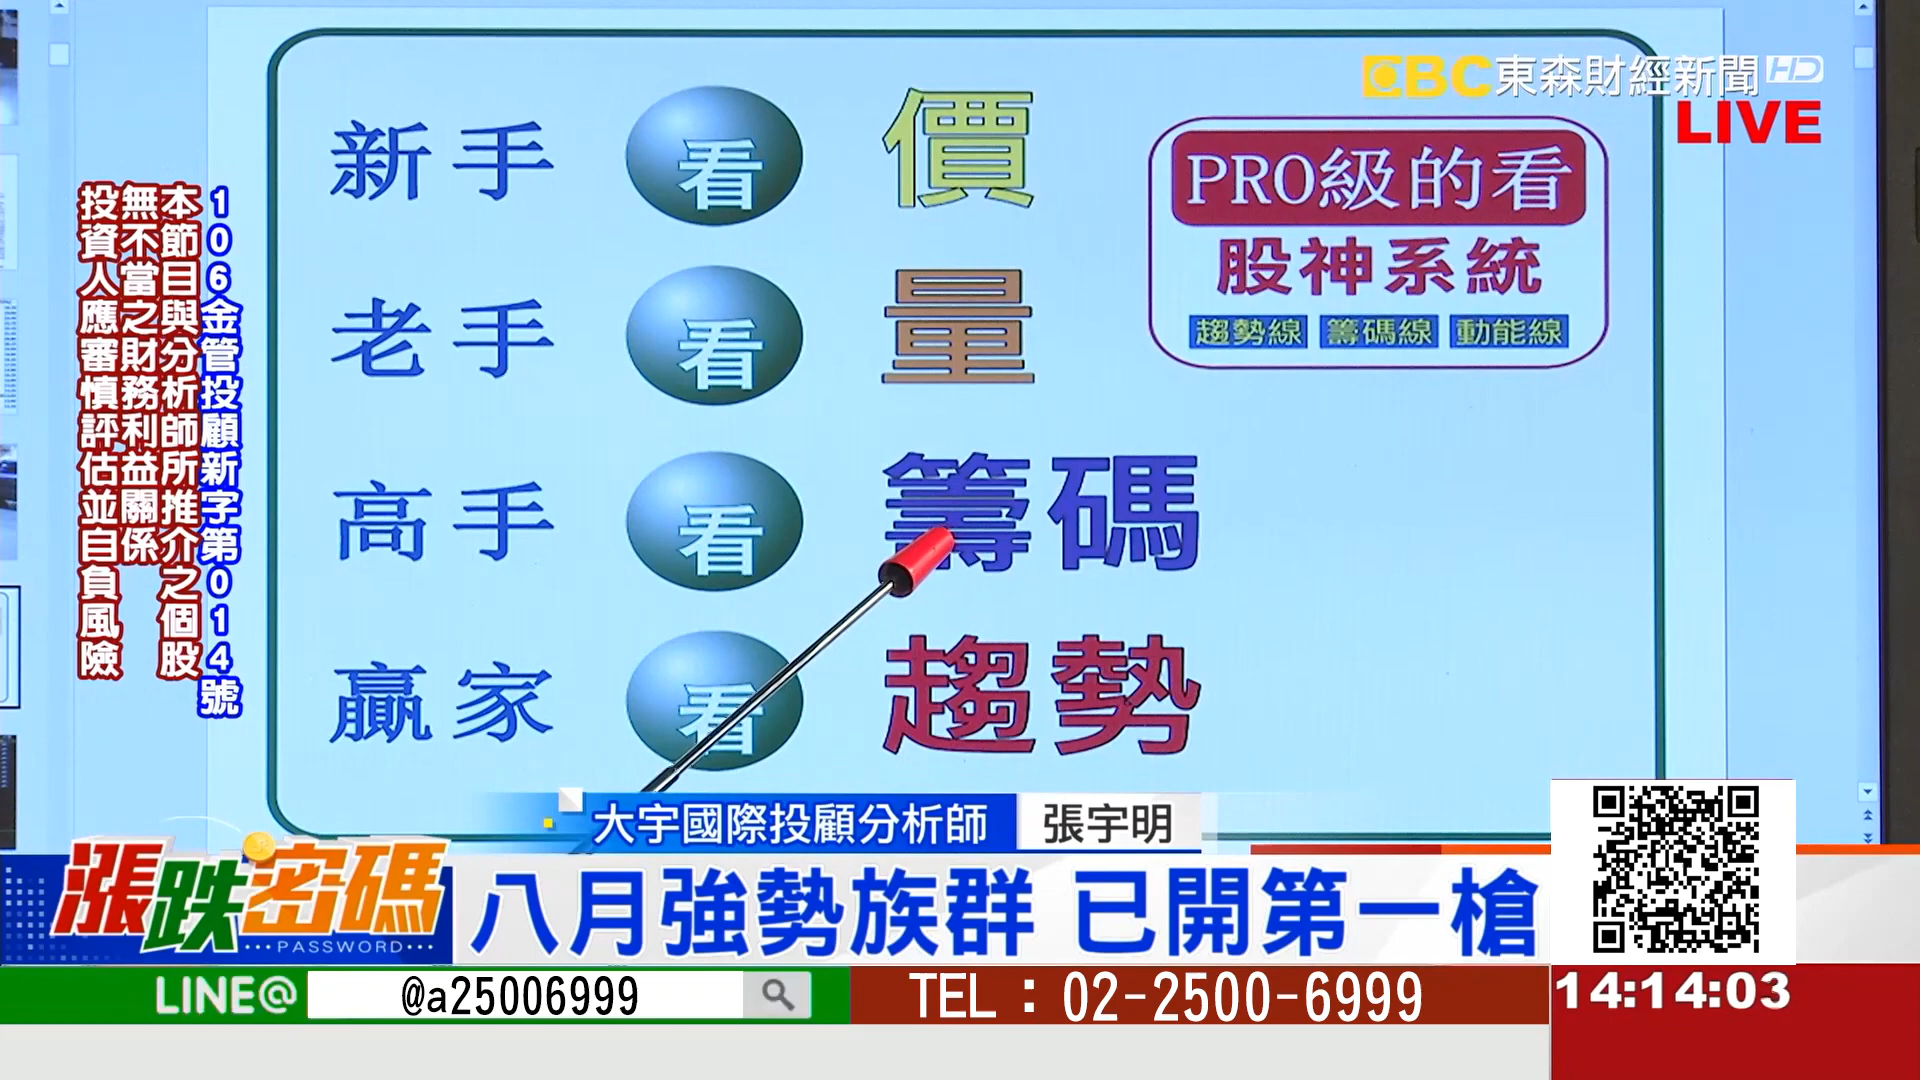 EBC東森財經新聞HD
LIVE
新手 看 價
老手 看 量
高手 看 籌碼
贏家 看 趨勢
PRO級的看
股神系統
趨勢線 籌碼線 動能線
106金管投顧新字第014號
本節目與分析師所推介之個股
無不當之財務利益關係
投資人應審慎評估並自負風險
大宇國際投顧分析師 張宇明
漲跌密碼
PASSWORD
八月強勢族群 已開第一槍
LINE@ @a25006999
TEL：02-2500-6999
14:14:03